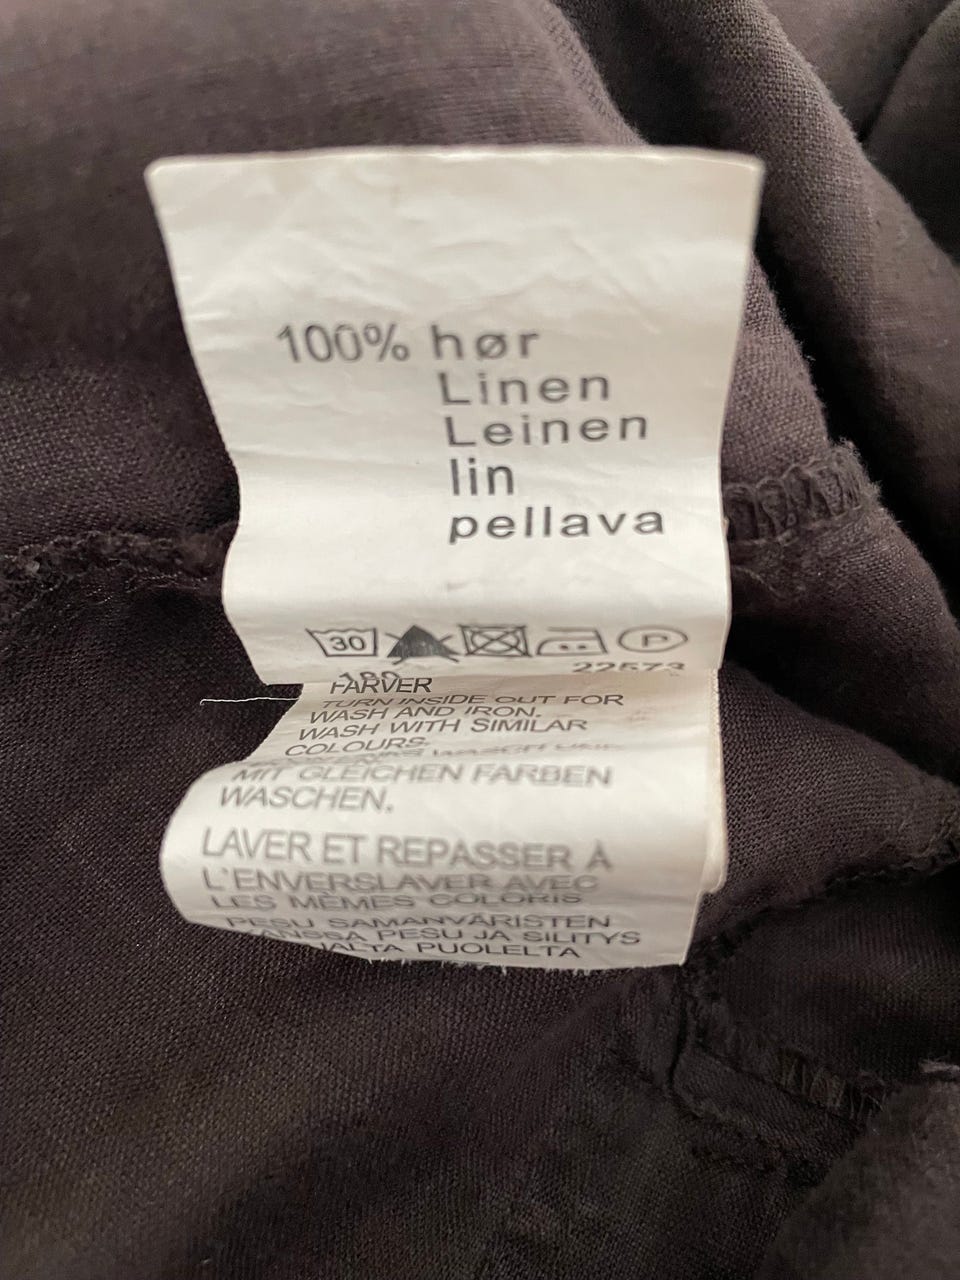 100% hør
Linen
Leinen
lin
pellava
30 P
22573
FARVER
TURN INSIDE OUT FOR
WASH AND IRON.
WASH WITH SIMILAR
COLOURS.
MIT GLEICHEN FARBEN
WASCHEN.
LAVER ET REPASSER À
L'ENVERSLAVER AVEC
LES MÊMES COLORIS
PESU SAMANVÄRISTEN
KANSSA PESU JA SILITYS
PUOLELTA